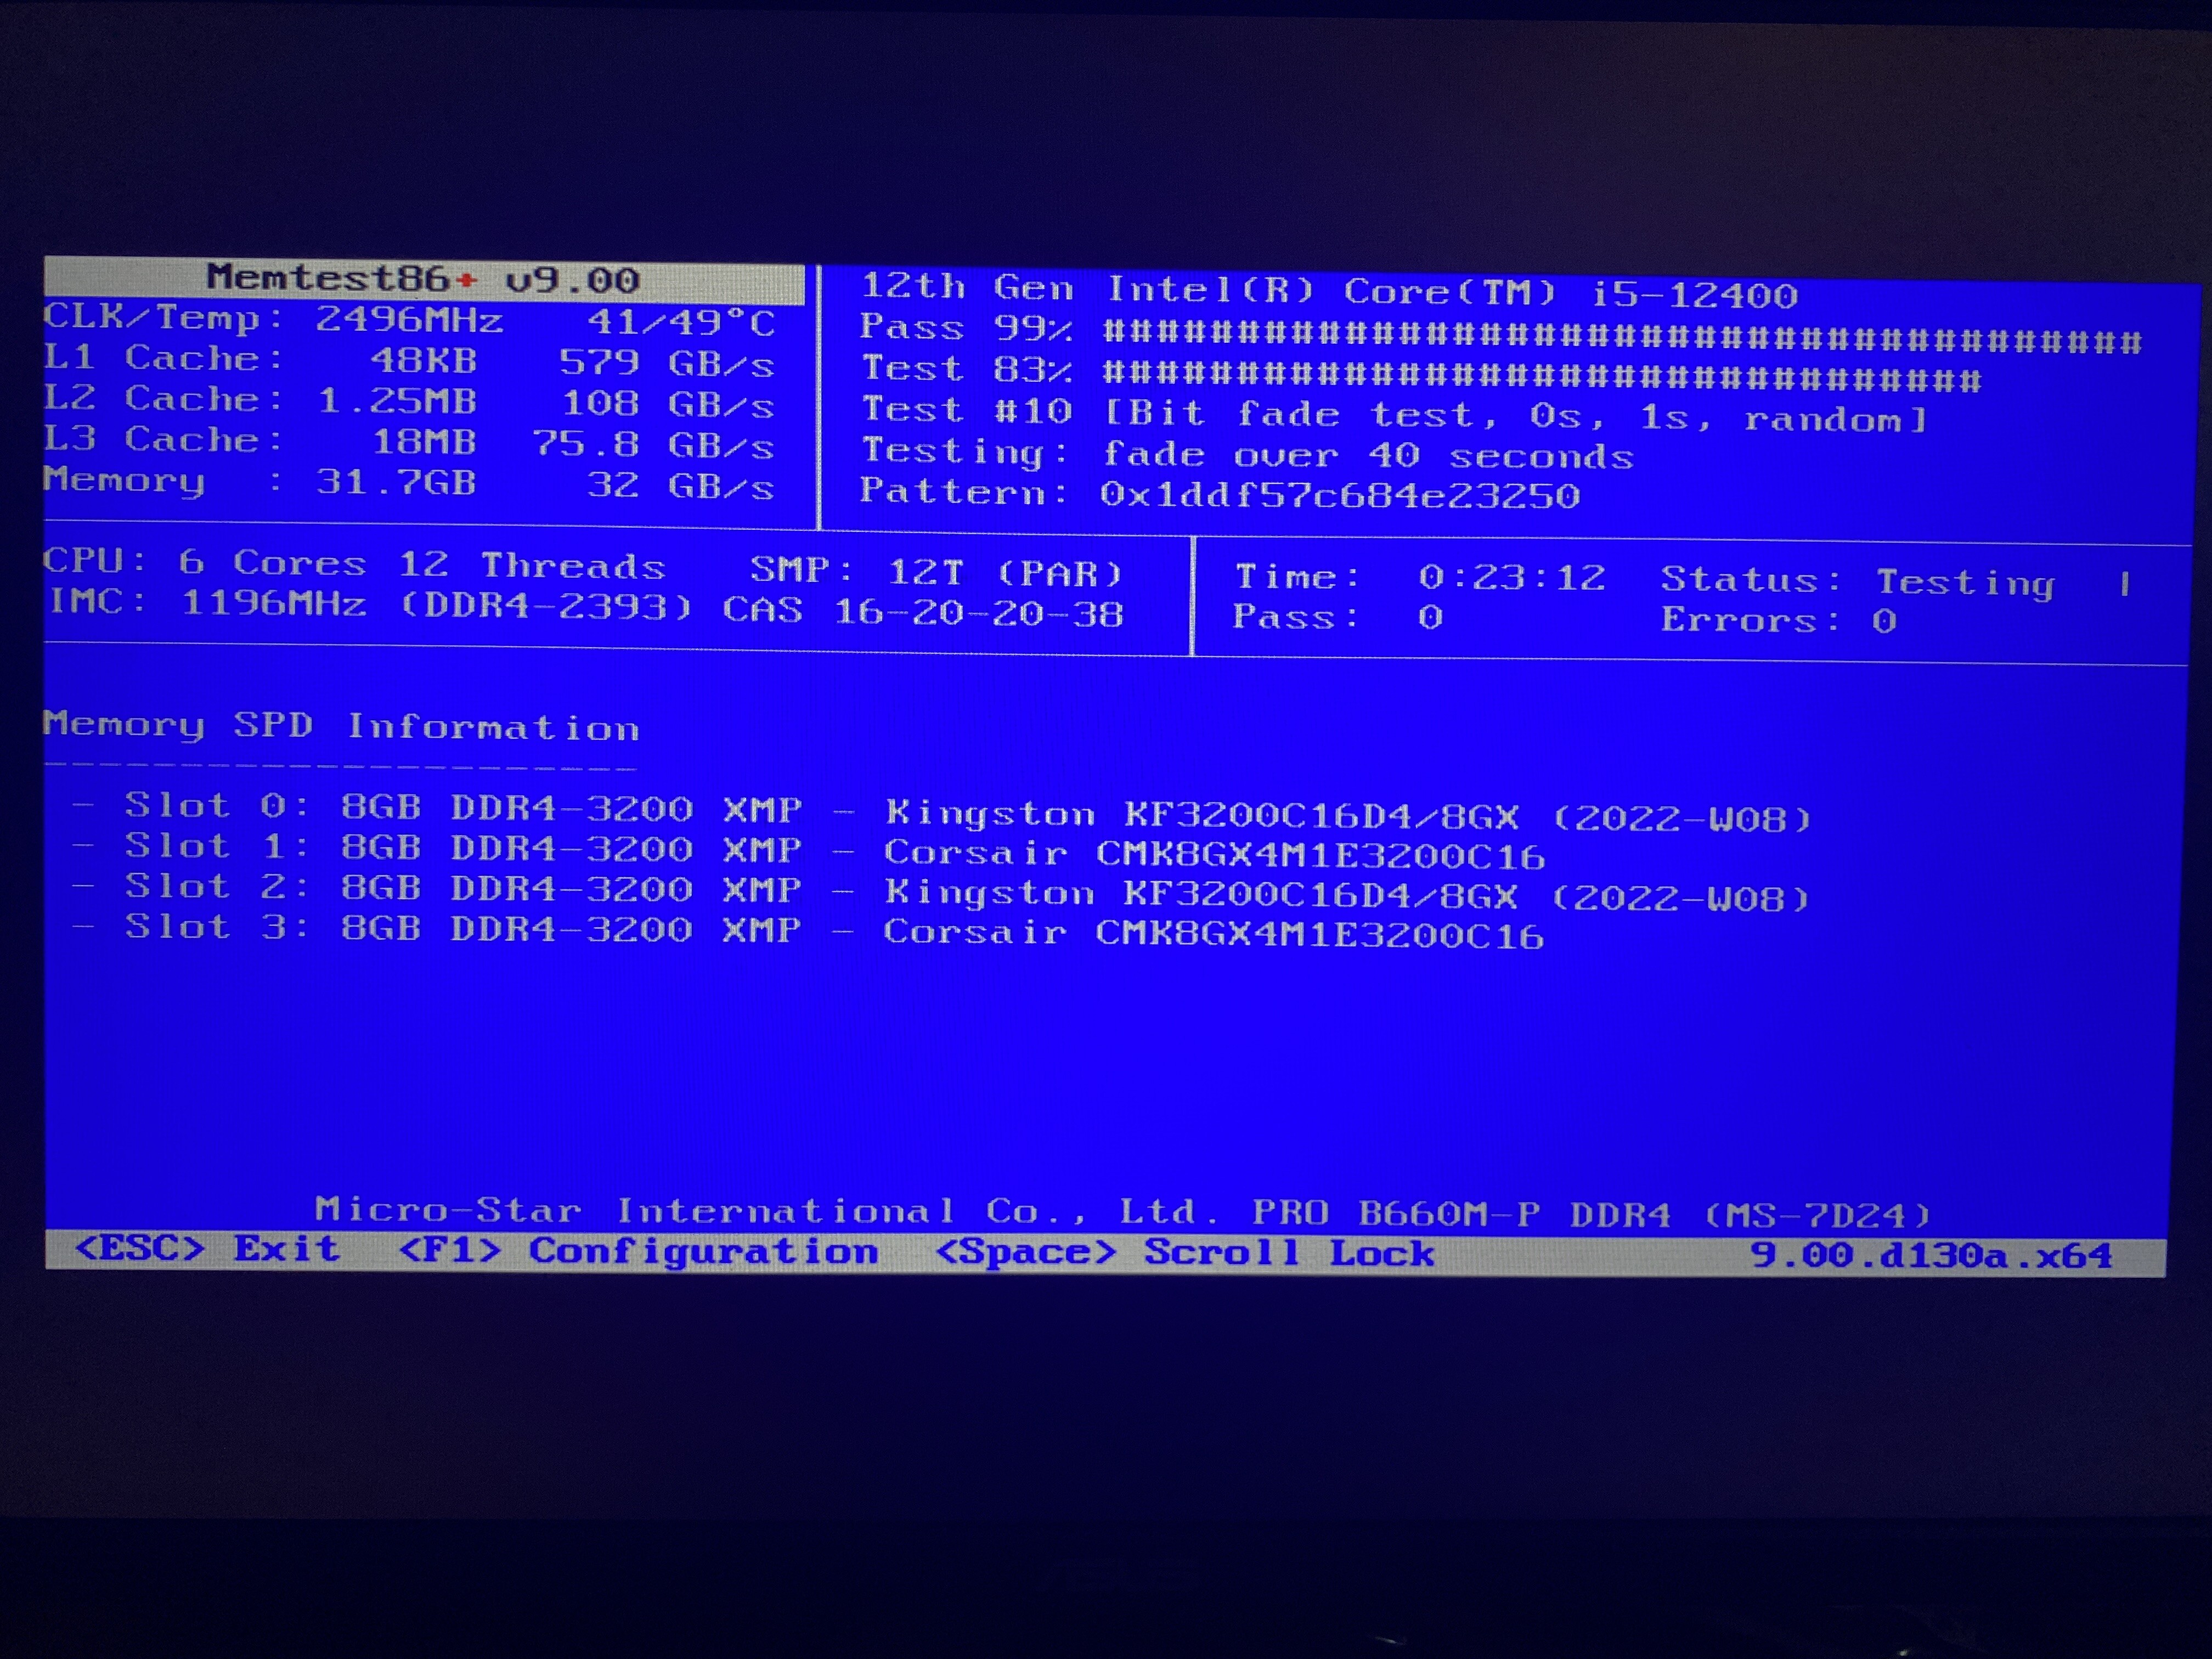 Memtest86+ v9.00
CLK/Temp: 2496MHz 41/49°C
L1 Cache: 48KB 579 GB/s
L2 Cache: 1.25MB 108 GB/s
L3 Cache: 18MB 75.8 GB/s
Memory : 31.7GB 32 GB/s
12th Gen Intel(R) Core(TM) i5-12400
Pass 99% #######################################
Test 83% #################################
Test #10 [Bit fade test, 0s, 1s, random]
Testing: fade over 40 seconds
Pattern: 0x1ddf57c684e23250
CPU: 6 Cores 12 Threads SMP: 12T (PAR)
IMC: 1196MHz (DDR4-2393) CAS 16-20-20-38
Time: 0:23:12 Status: Testing |
Pass: 0 Errors: 0
Memory SPD Information
----------------------
- Slot 0: 8GB DDR4-3200 XMP - Kingston KF3200C16D4/8GX (2022-W08)
- Slot 1: 8GB DDR4-3200 XMP - Corsair CMK8GX4M1E3200C16
- Slot 2: 8GB DDR4-3200 XMP - Kingston KF3200C16D4/8GX (2022-W08)
- Slot 3: 8GB DDR4-3200 XMP - Corsair CMK8GX4M1E3200C16
Micro-Star International Co., Ltd. PRO B660M-P DDR4 (MS-7D24)
<ESC> Exit <F1> Configuration <Space> Scroll Lock 9.00.d130a.x64